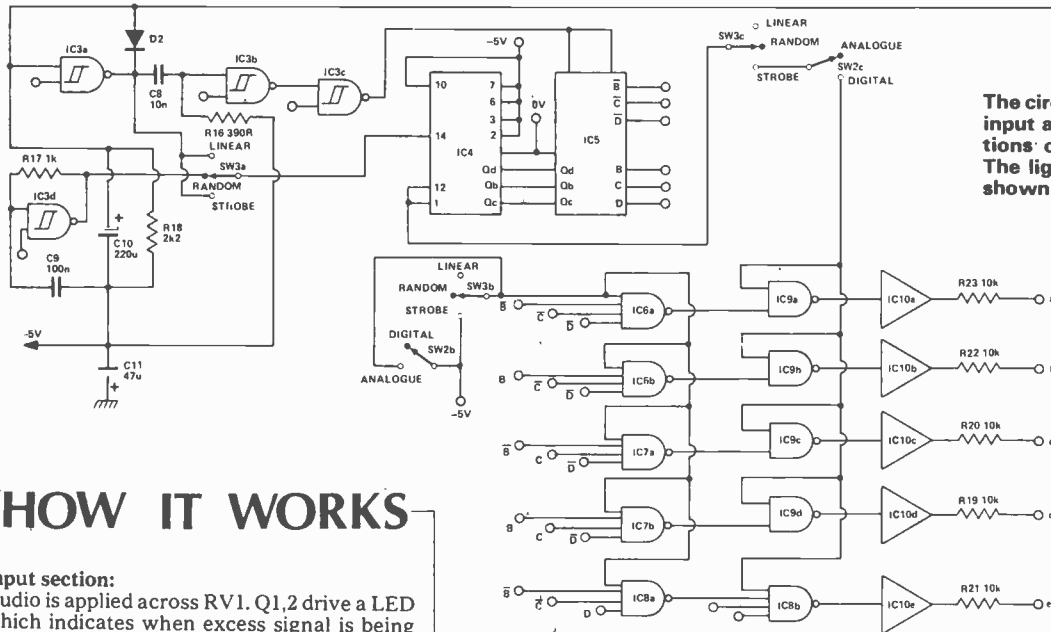 LINEAR
SW3c
RANDOM
ANALOGUE
SW2c
STROBE
DIGITAL
IC3a
D2
C8
10n
IC3b
IC3c
R16 390R
LINEAR
SW3a
RANDOM
STROBE
R17 1k
IC3d
C9
100n
C10
220u
R18
2k2
-5V
C11
47u
-5V
10
7
6
3
2
14
IC4
12
1
Qd
Qb
Qc
0V
Qd
Qb
Qc
IC5
B
C
D
B
C
D
The circ
input a
tions o
The lig
shown
LINEAR
RANDOM
SW3b
STROBE
DIGITAL
SW2b
ANALOGUE
-5V
B
C
D
IC6a
IC9a
IC10a
R23 10k
B
C
D
IC6b
IC9b
IC10b
R22 10k
B
C
D
IC7a
IC9c
IC10c
R20 10k
B
C
D
IC7b
IC9d
IC10d
R19 10k
B
C
D
IC8a
IC8b
IC10e
R21 10k
e
HOW IT WORKS
nput section:
udio is applied across RV1. Q1,2 drive a LED
hich indicates when excess signal is being